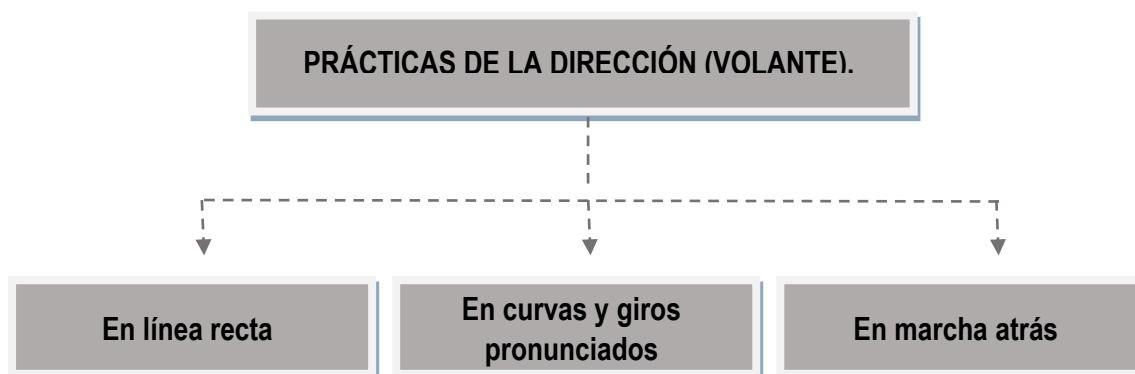 PRÁCTICAS DE LA DIRECCIÓN (VOLANTE).
En línea recta
En curvas y giros
pronunciados
En marcha atrás